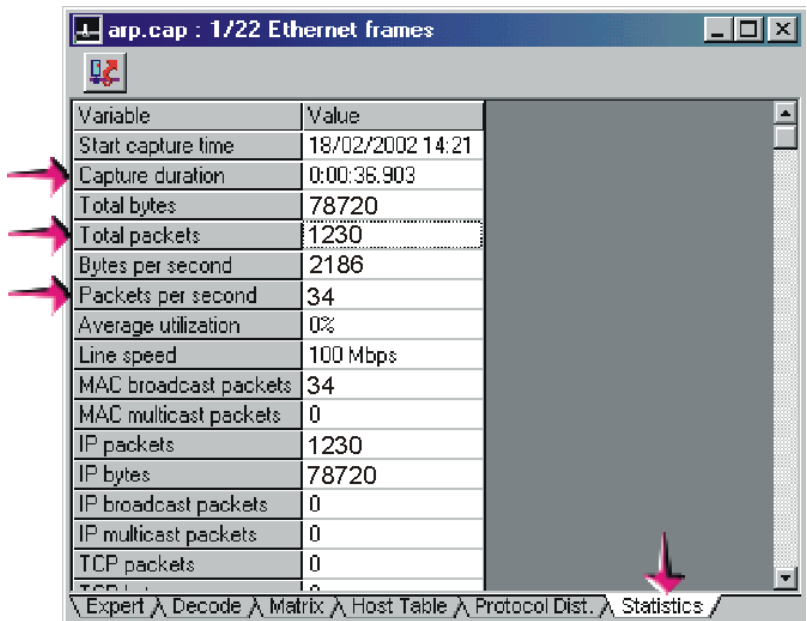 arp.cap : 1/22 Ethernet frames
Variable Value
Start capture time 18/02/2002 14:21
Capture duration 0:00:36.903
Total bytes 78720
Total packets 1230
Bytes per second 2186
Packets per second 34
Average utilization 0%
Line speed 100 Mbps
MAC broadcast packets 34
MAC multicast packets 0
IP packets 1230
IP bytes 78720
IP broadcast packets 0
IP multicast packets 0
TCP packets 0
Expert Decode Matrix Host Table Protocol Dist. Statistics